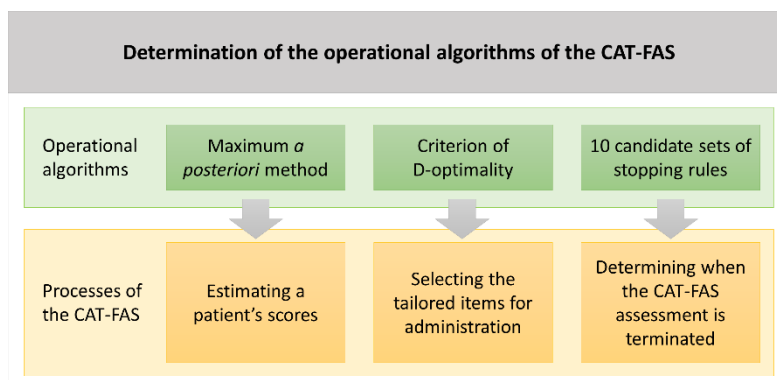 Determination of the operational algorithms of the CAT-FAS
Operational
algorithms
Maximum a
posteriori method
Criterion of
D-optimality
10 candidate sets of
stopping rules
Processes of
the CAT-FAS
Estimating a
patient’s scores
Selecting the
tailored items for
administration
Determining when
the CAT-FAS
assessment is
terminated